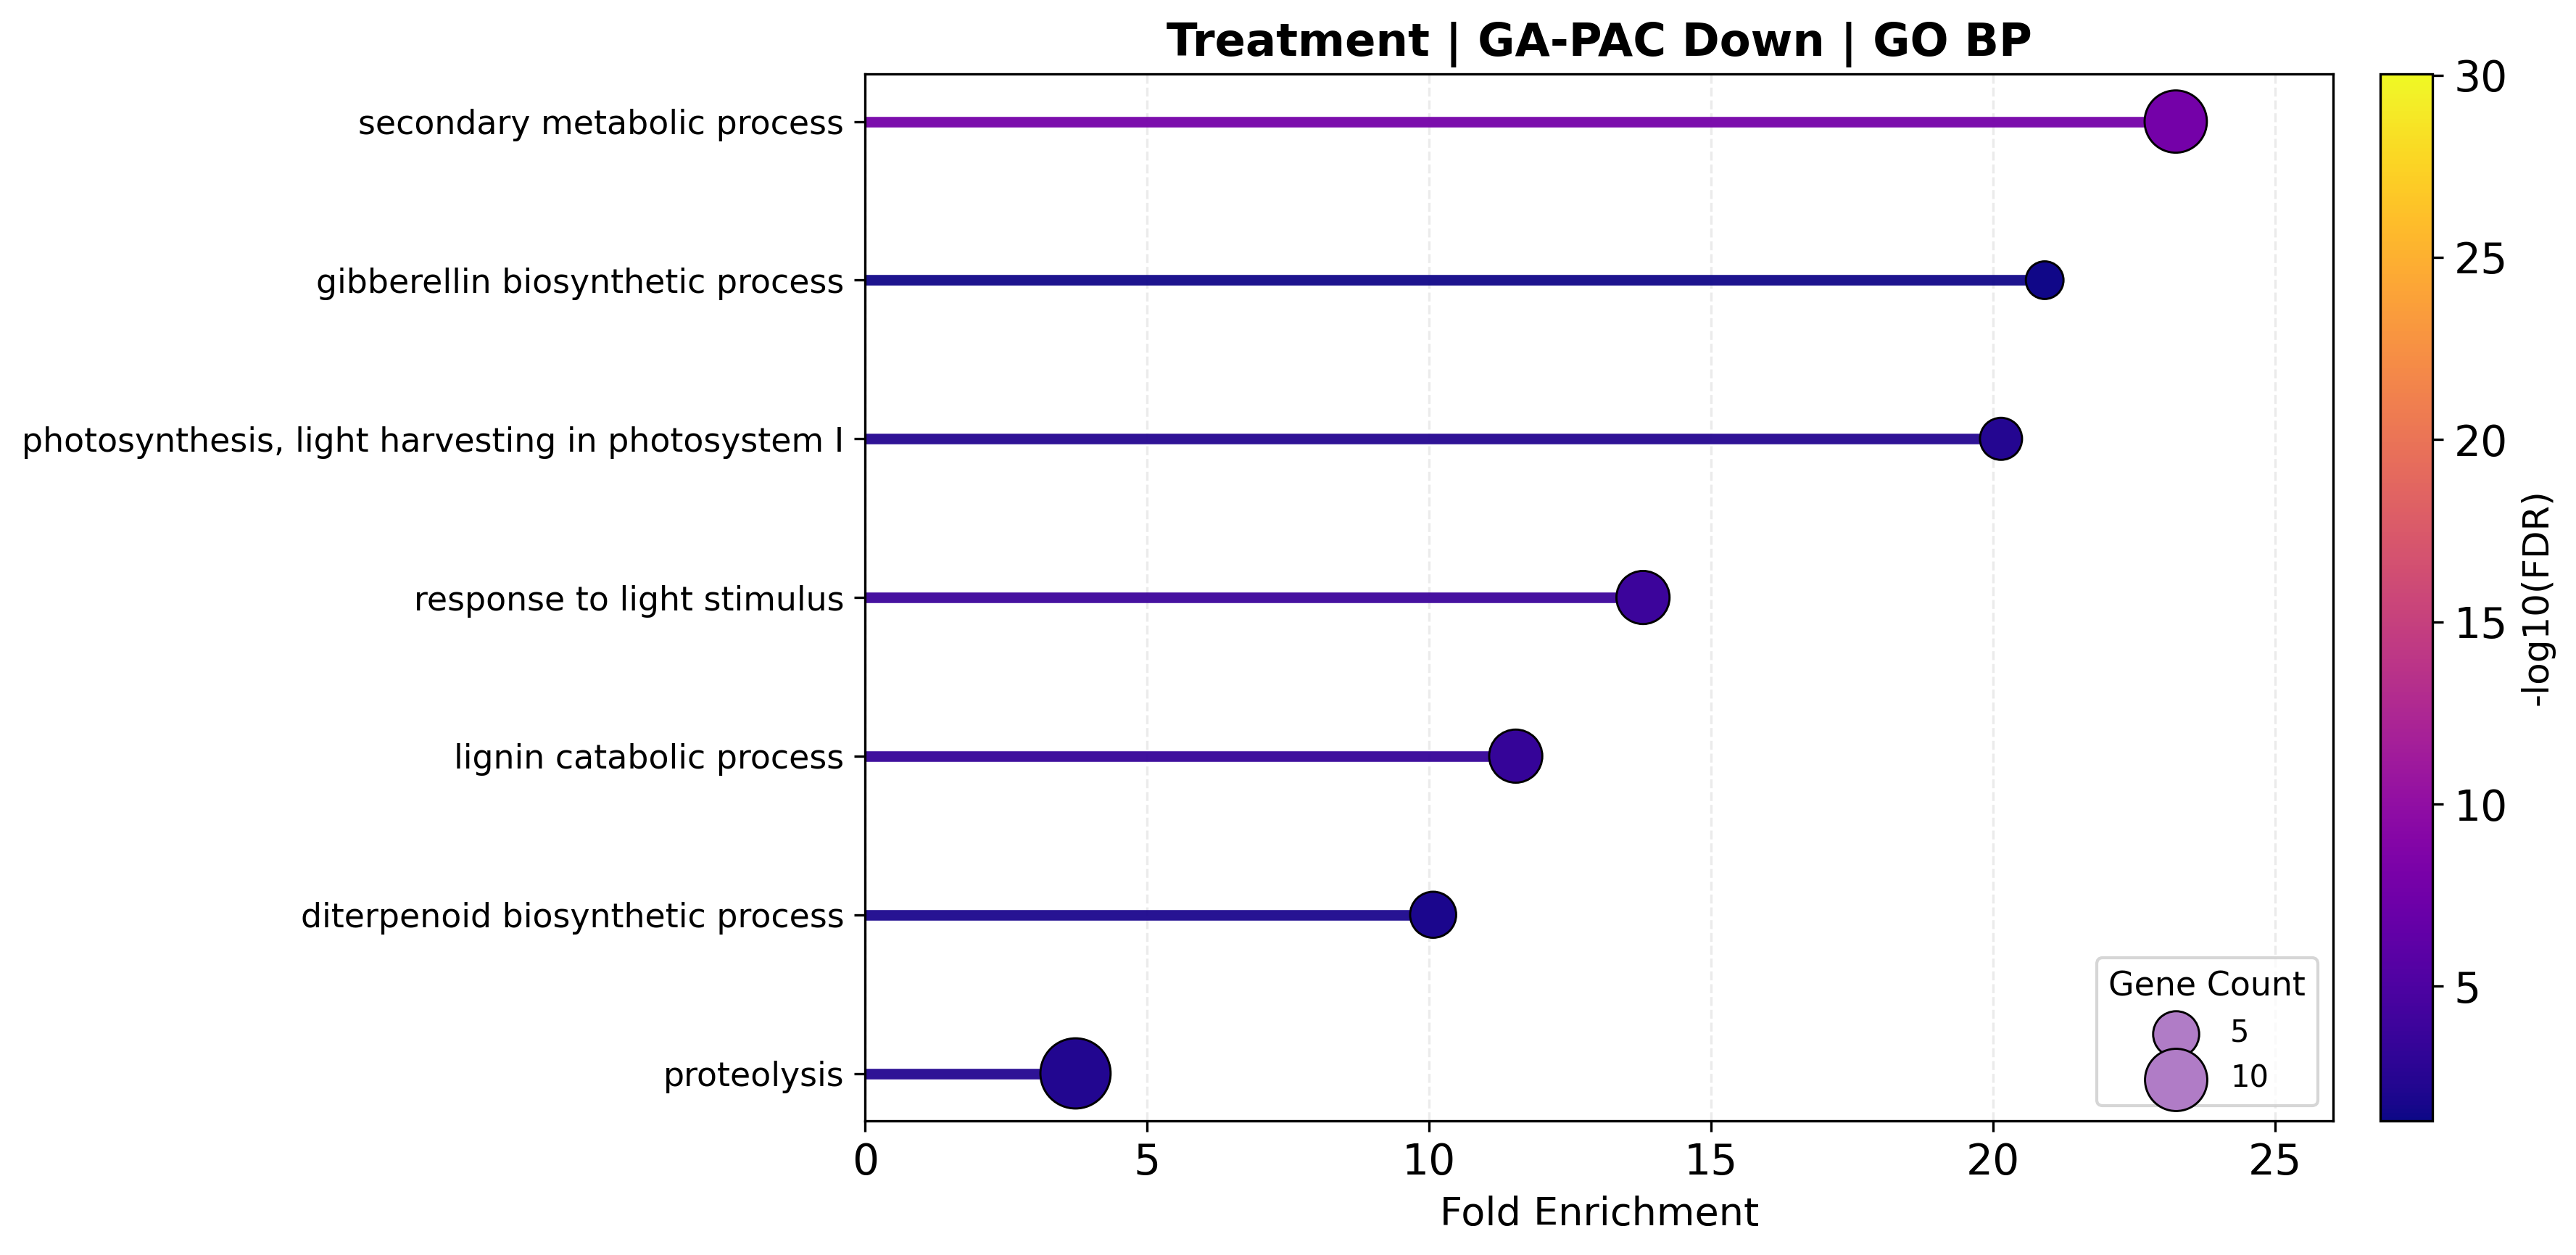 Treatment | GA-PAC Down | GO BP
secondary metabolic process
gibberellin biosynthetic process
photosynthesis, light harvesting in photosystem I
response to light stimulus
lignin catabolic process
diterpenoid biosynthetic process
proteolysis
0 5 10 15 20 25
Fold Enrichment
Gene Count
5
10
30
25
20
15
10
5
-log10(FDR)